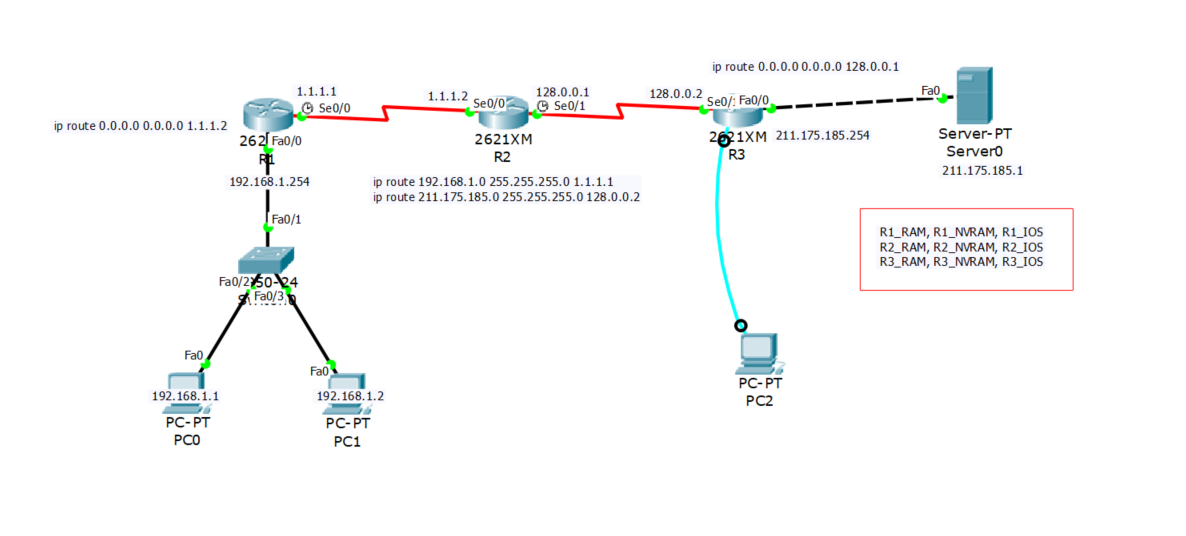 ip route 0.0.0.0 0.0.0.0 128.0.0.1
1.1.1.1
Se0/0
1.1.1.2
Se0/0
128.0.0.1
Se0/1
128.0.0.2
Fa0/0
Fa0
ip route 0.0.0.0 0.0.0.0 1.1.1.2
Fa0/0
R1
2621XM
R2
2621XM
R3
211.175.185.254
Server-PT
Server0
211.175.185.1
192.168.1.254
ip route 192.168.1.0 255.255.255.0 1.1.1.1
ip route 211.175.185.0 255.255.255.0 128.0.0.2
Fa0/1
R1_RAM, R1_NVRAM, R1_IOS
R2_RAM, R2_NVRAM, R2_IOS
R3_RAM, R3_NVRAM, R3_IOS
Fa0/2
Fa0/3
Fa0
Fa0
192.168.1.1
PC-PT
PC0
192.168.1.2
PC-PT
PC1
PC-PT
PC2